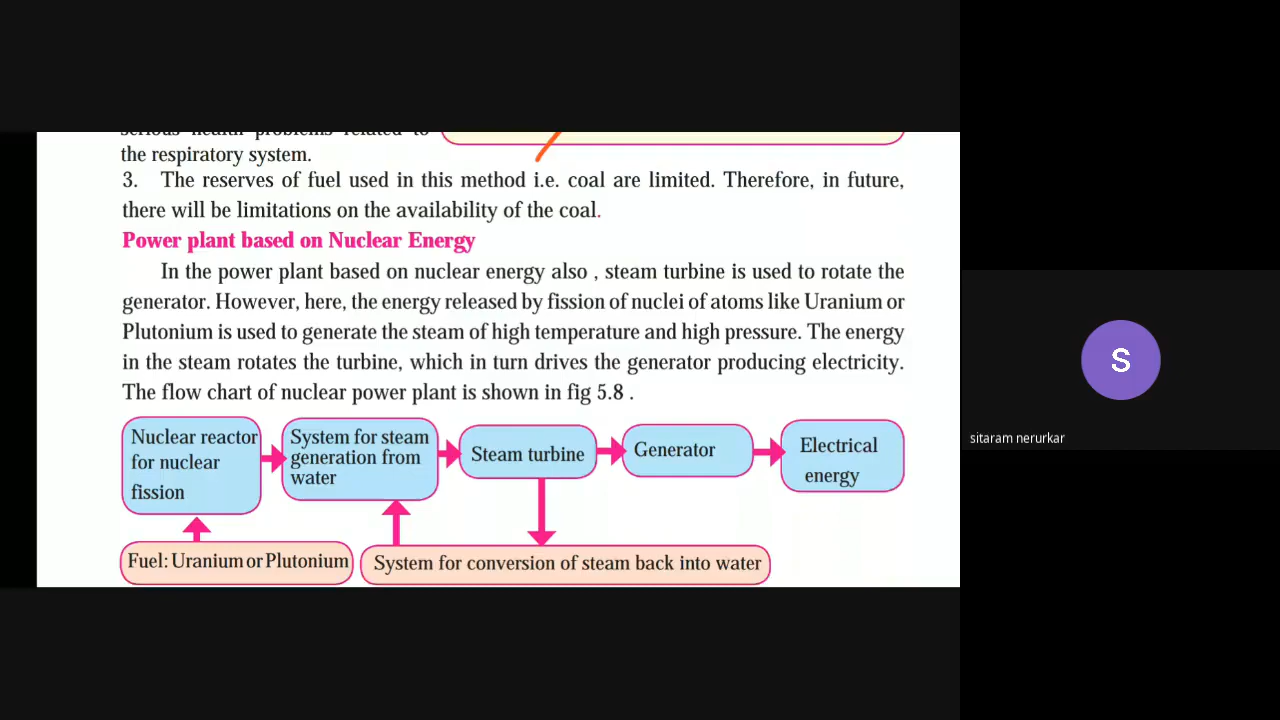 serious health problems related to
the respiratory system.
3. The reserves of fuel used in this method i.e. coal are limited. Therefore, in future,
there will be limitations on the availability of the coal.
Power plant based on Nuclear Energy
In the power plant based on nuclear energy also , steam turbine is used to rotate the
generator. However, here, the energy released by fission of nuclei of atoms like Uranium or
Plutonium is used to generate the steam of high temperature and high pressure. The energy
in the steam rotates the turbine, which in turn drives the generator producing electricity.
The flow chart of nuclear power plant is shown in fig 5.8 .
Nuclear reactor
for nuclear
fission
System for steam
generation from
water
Steam turbine
Generator
Electrical
energy
Fuel: Uranium or Plutonium
System for conversion of steam back into water
S
sitaram nerurkar